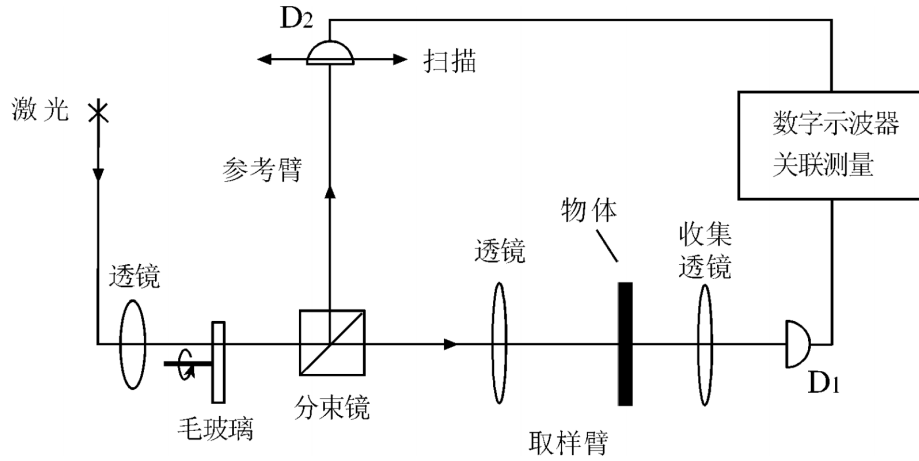 D2
扫描
激光
数字示波器
关联测量
参考臂
物体
收集
透镜
透镜
透镜
D1
分束镜
毛玻璃
取样臂